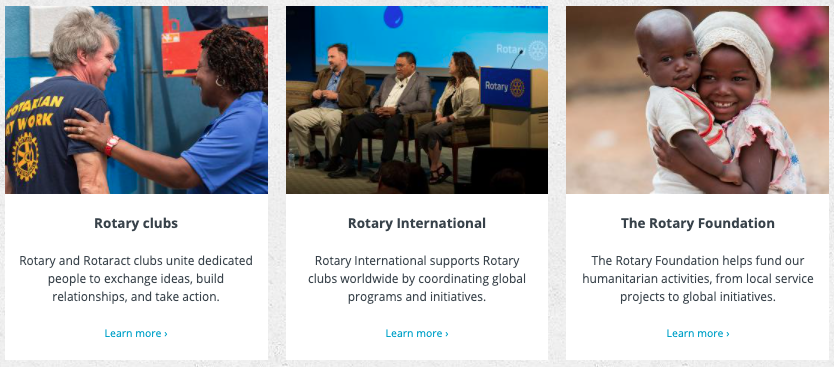 ROTARIAN
AT WORK
Rotary
Rotary
Rotary clubs
Rotary and Rotaract clubs unite dedicated
people to exchange ideas, build
relationships, and take action.
Learn more ›
Rotary International
Rotary International supports Rotary
clubs worldwide by coordinating global
programs and initiatives.
Learn more ›
The Rotary Foundation
The Rotary Foundation helps fund our
humanitarian activities, from local service
projects to global initiatives.
Learn more ›